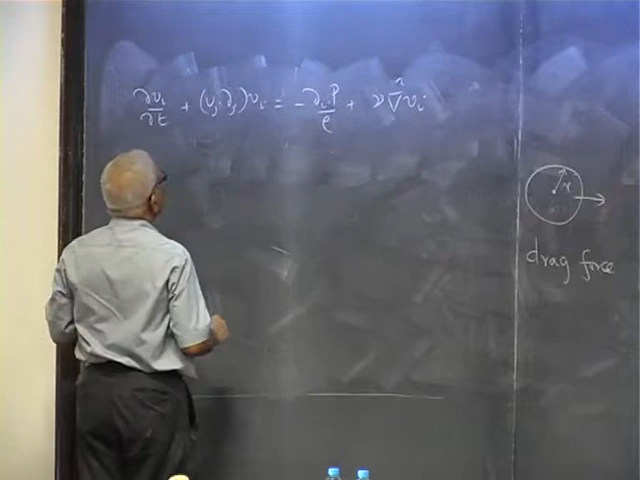 ∂vᵢ/∂t + (vⱼ·∂ⱼ)vᵢ = -∂ᵢP/ρ + ν∇²vᵢ
r
drag force